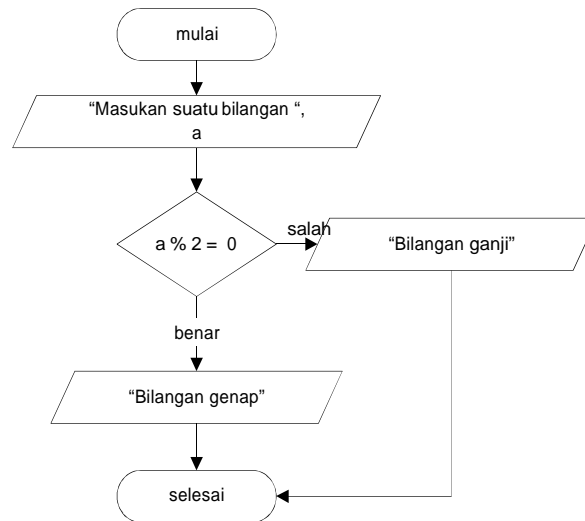 mulai
“Masukan suatu bilangan “,
a
a % 2 = 0
salah
“Bilangan ganji”
benar
“Bilangan genap”
selesai